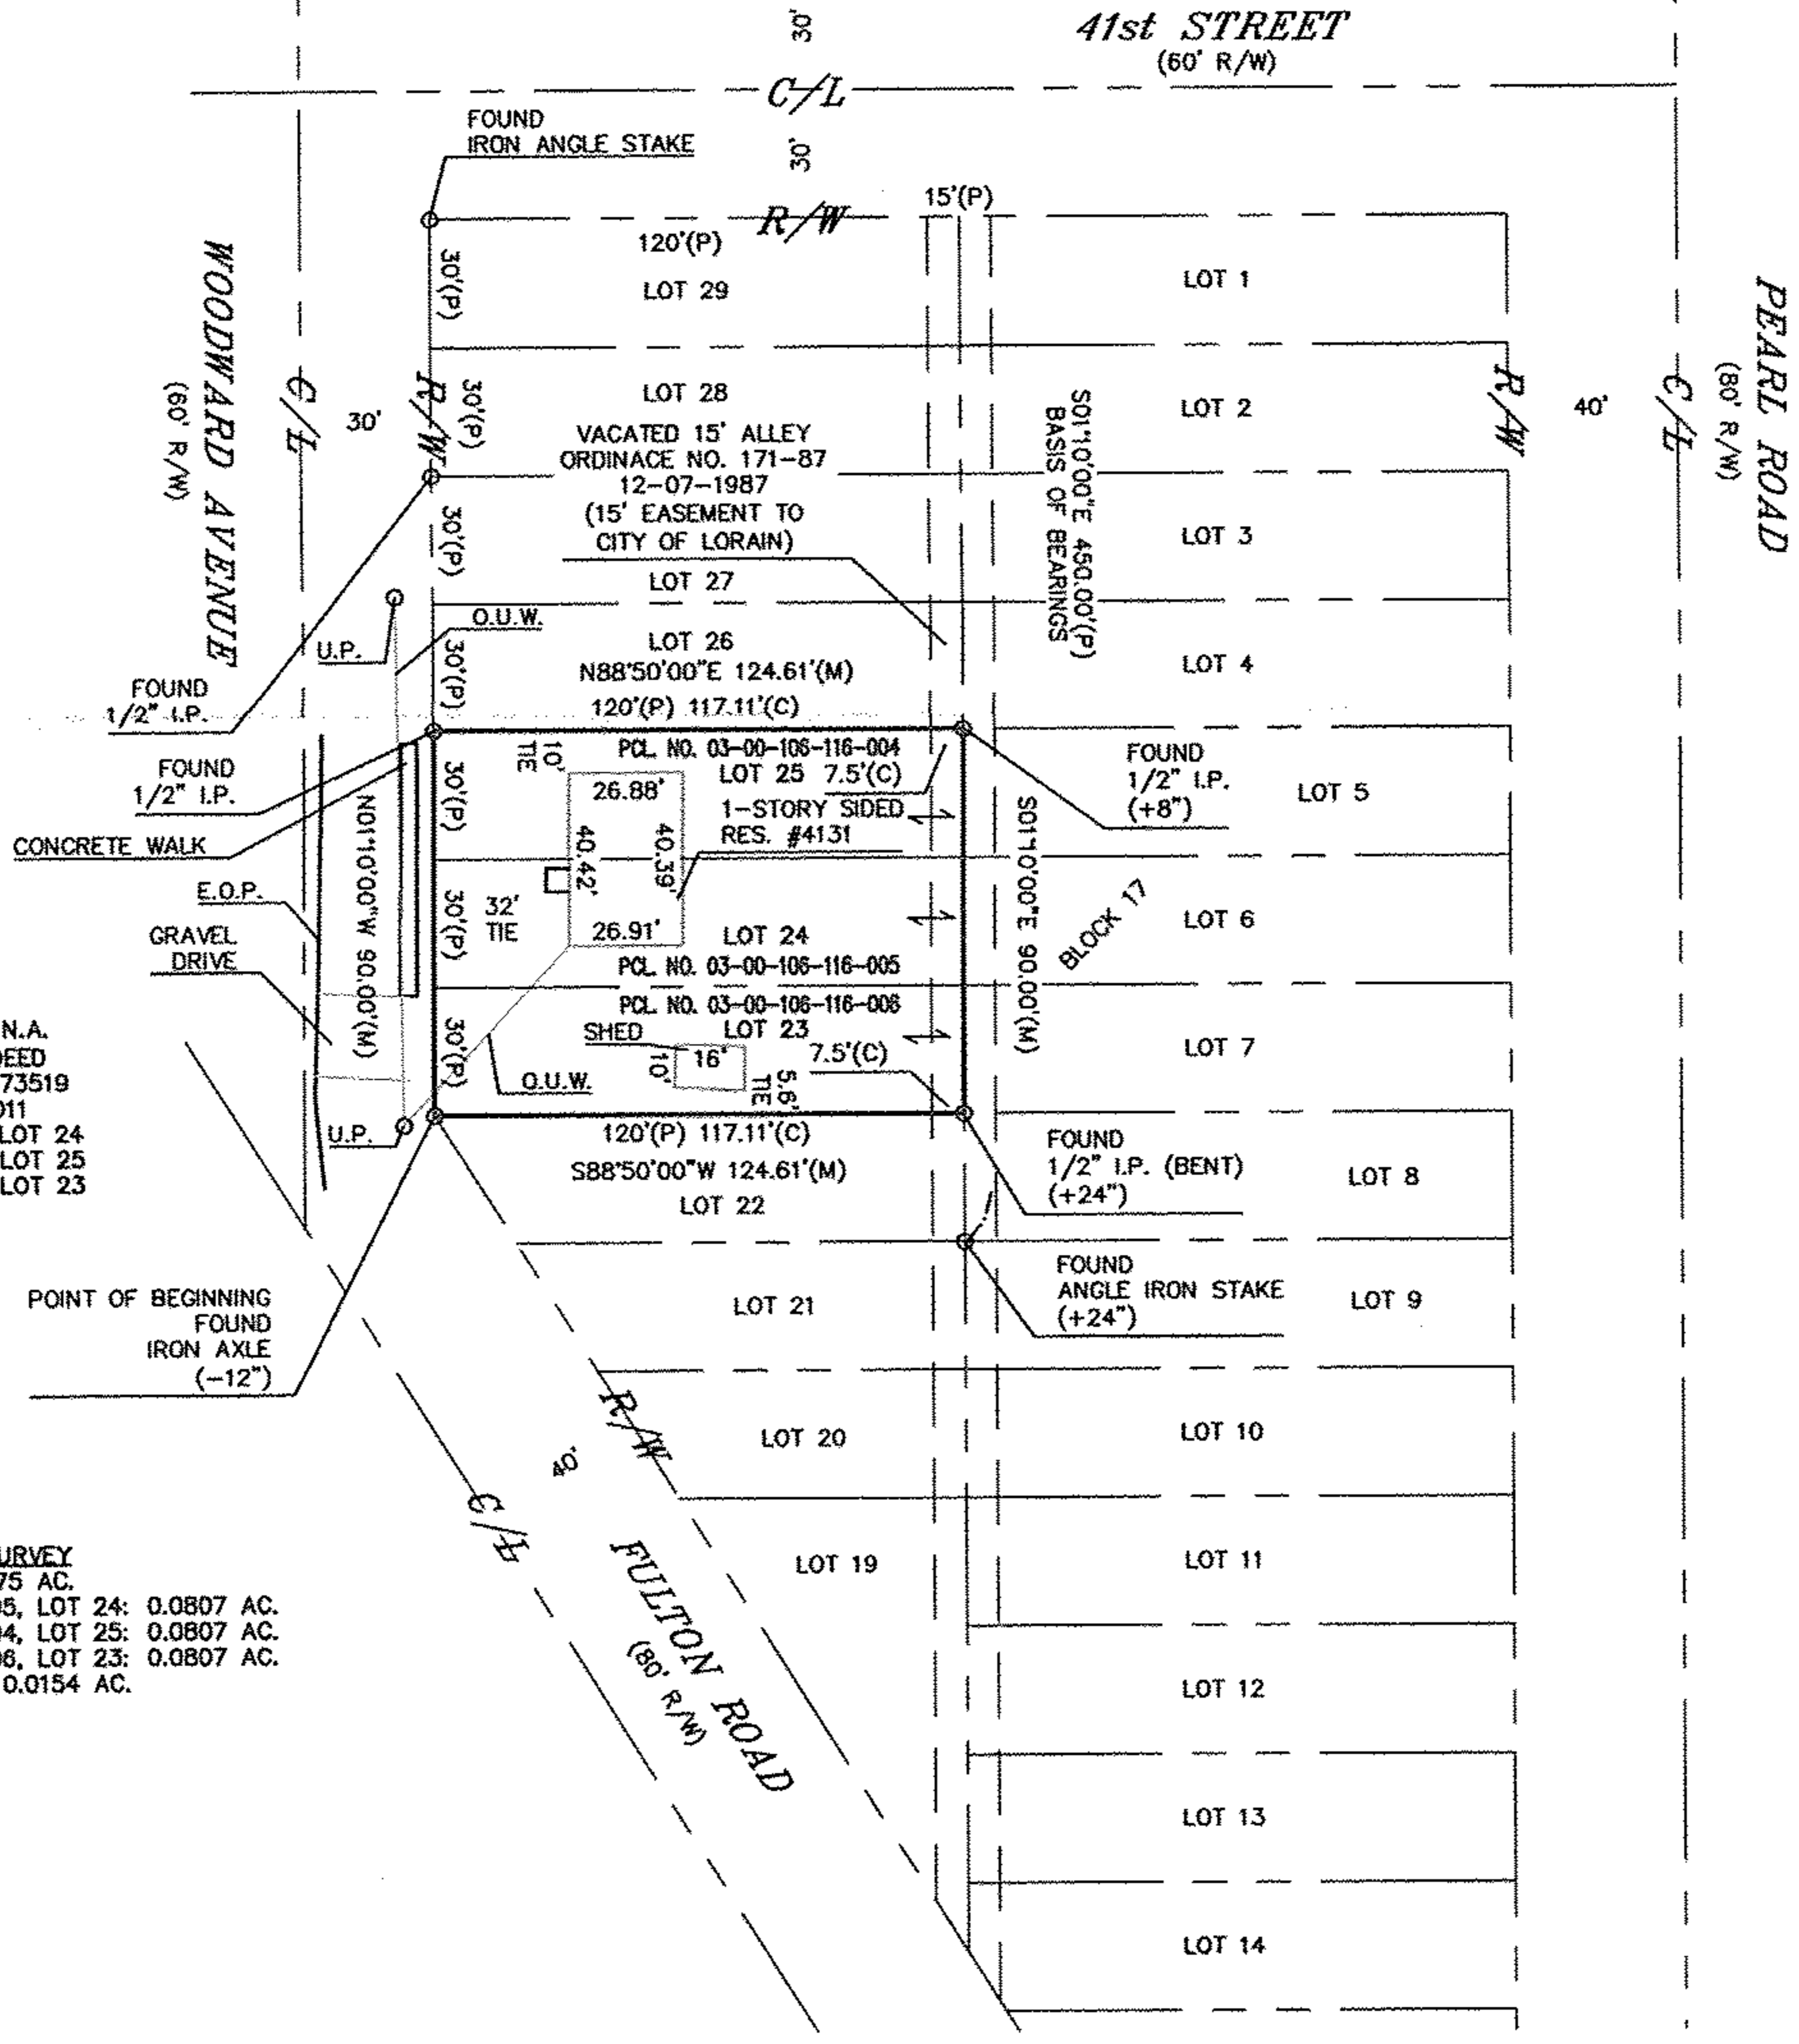 30'
41st STREET
(60' R/W)
C/L
FOUND
IRON ANGLE STAKE
30'
15'(P)
R/W
120'(P)
30'(P)
LOT 29
LOT 1
WOODWARD AVENUE
(60' R/W)
C/L
30'
R/W
30'(P)
LOT 28
LOT 2
R/W
40'
C/L
PEARL ROAD
(80' R/W)
VACATED 15' ALLEY
ORDINACE NO. 171-87
12-07-1987
(15' EASEMENT TO
CITY OF LORAIN)
S01°10'00"E 450.00'(P)
BASIS OF BEARINGS
30'(P)
LOT 3
LOT 27
O.U.W.
U.P.
30'(P)
LOT 26
N88°50'00"E 124.61'(M)
LOT 4
FOUND
1/2" I.P.
120'(P) 117.11'(C)
PCL. NO. 03-00-106-116-004
LOT 25
7.5'(C)
10'
TIE
FOUND
1/2" I.P.
FOUND
1/2" I.P.
(+8")
LOT 5
30'(P)
26.88'
1-STORY SIDED
RES. #4131
40.42'
40.39'
CONCRETE WALK
N01°10'00"W 90.00'(M)
S01°10'00"E 90.00'(M)
BLOCK 17
E.O.P.
30'(P)
32'
TIE
26.91'
LOT 24
LOT 6
GRAVEL
DRIVE
PCL. NO. 03-00-106-116-005
PCL. NO. 03-00-106-116-006
LOT 23
SHED
16'
10'
5.6'
TIE
7.5'(C)
30'(P)
LOT 7
N.A.
DEED
73519
011
LOT 24
LOT 25
LOT 23
O.U.W.
U.P.
120'(P) 117.11'(C)
S88°50'00"W 124.61'(M)
LOT 22
FOUND
1/2" I.P. (BENT)
(+24")
LOT 8
POINT OF BEGINNING
FOUND
IRON AXLE
(-12")
LOT 21
FOUND
ANGLE IRON STAKE
(+24")
LOT 9
R/W
40'
C/L
LOT 20
LOT 10
LOT 19
LOT 11
URVEY
75 AC.
05, LOT 24: 0.0807 AC.
04, LOT 25: 0.0807 AC.
06, LOT 23: 0.0807 AC.
0.0154 AC.
FULTON ROAD
(80' R/W)
LOT 12
LOT 13
LOT 14